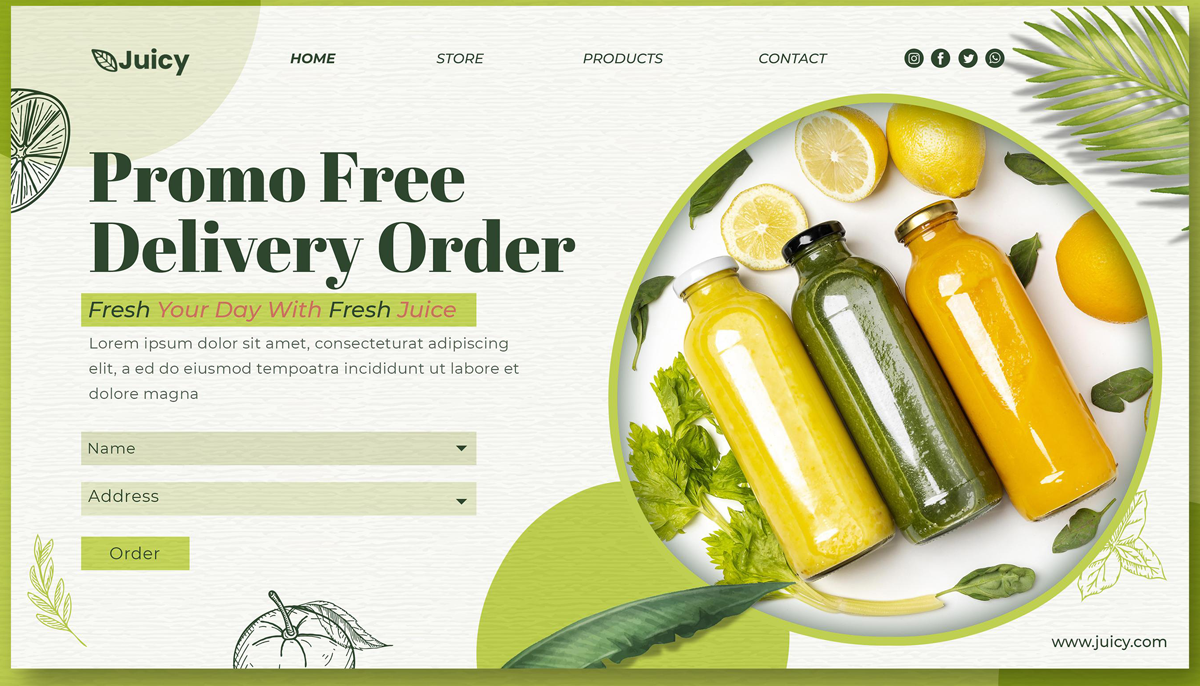 Juicy
HOME STORE PRODUCTS CONTACT
Promo Free
Delivery Order
Fresh Your Day With Fresh Juice
Lorem ipsum dolor sit amet, consecteturat adipiscing
elit, a ed do eiusmod tempoatra incididunt ut labore et
dolore magna
Name
Address
Order
www.juicy.com